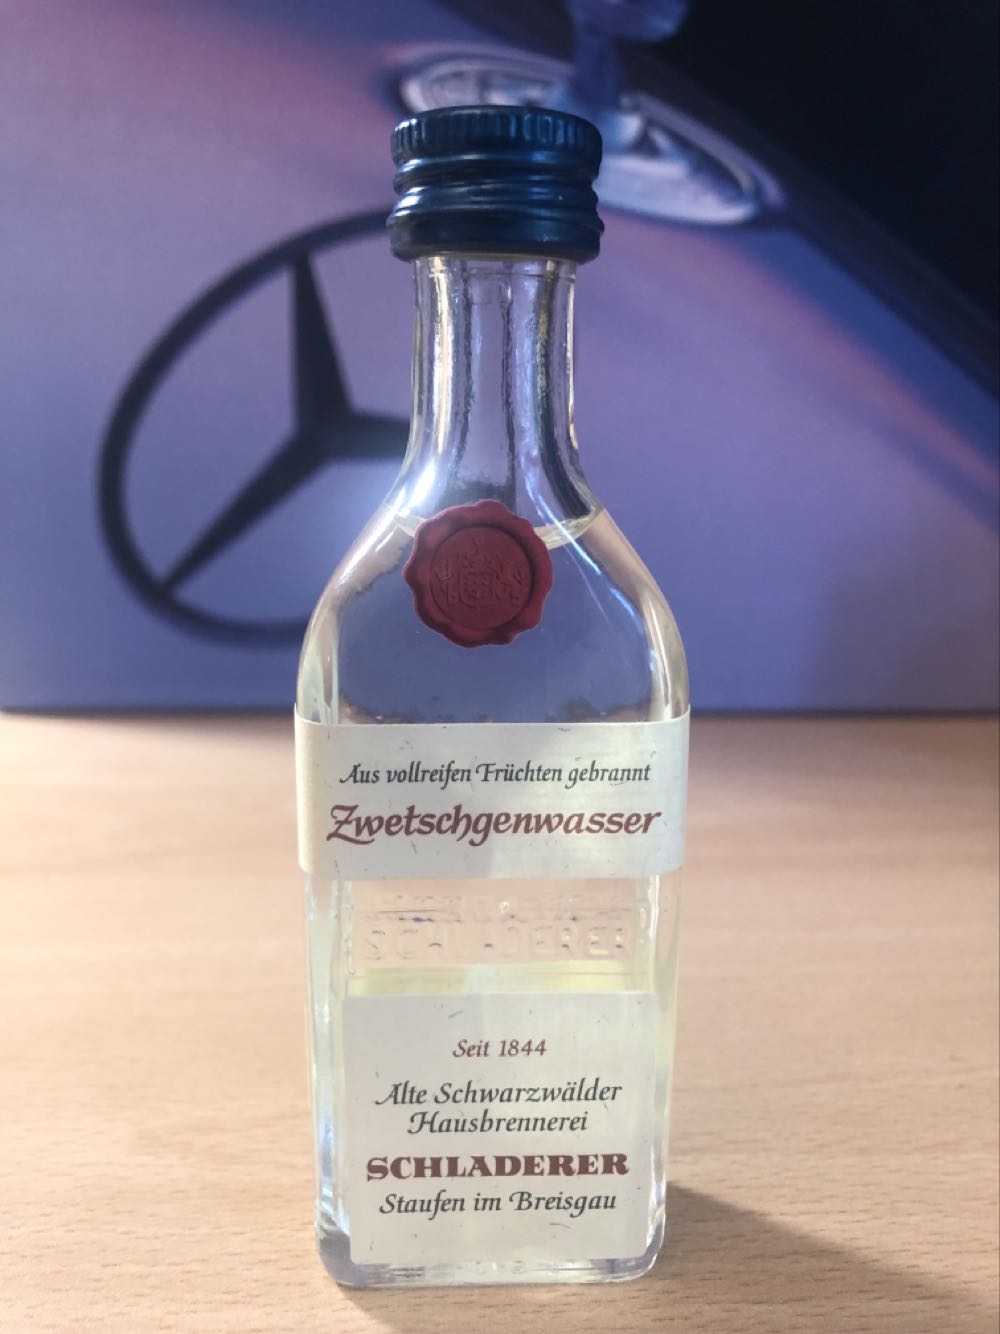 Aus vollreifen Früchten gebrannt
Zwetschgenwasser
SCHLADERER
Seit 1844
Alte Schwarzwälder
Hausbrennerei
SCHLADERER
Staufen im Breisgau